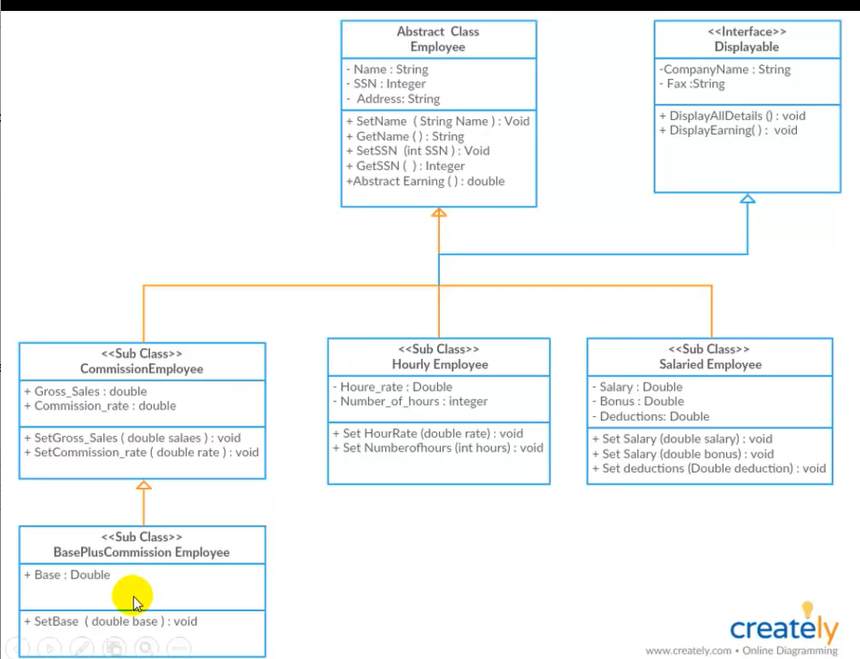 Abstract Class
Employee
- Name : String
- SSN : Integer
- Address: String
+ SetName ( String Name ) : Void
+ GetName ( ) : String
+ SetSSN (int SSN ) : Void
+ GetSSN ( ) : Integer
+Abstract Earning ( ) : double
<<Interface>>
Displayable
-CompanyName : String
- Fax :String
+ DisplayAllDetails () : void
+ DisplayEarning( ) : void
<<Sub Class>>
CommissionEmployee
+ Gross_Sales : double
+ Commission_rate : double
+ SetGross_Sales ( double salaes ) : void
+ SetCommission_rate ( double rate ) : void
<<Sub Class>>
Hourly Employee
- Houre_rate : Double
- Number_of_hours : integer
+ Set HourRate (double rate) : void
+ Set Numberofhours (int hours) : void
<<Sub Class>>
Salaried Employee
- Salary : Double
- Bonus : Double
- Deductions: Double
+ Set Salary (double salary) : void
+ Set Salary (double bonus) : void
+ Set deductions (Double deduction) : void
<<Sub Class>>
BasePlusCommission Employee
+ Base : Double
+ SetBase ( double base ) : void
creately
www.creately.com • Online Diagramming